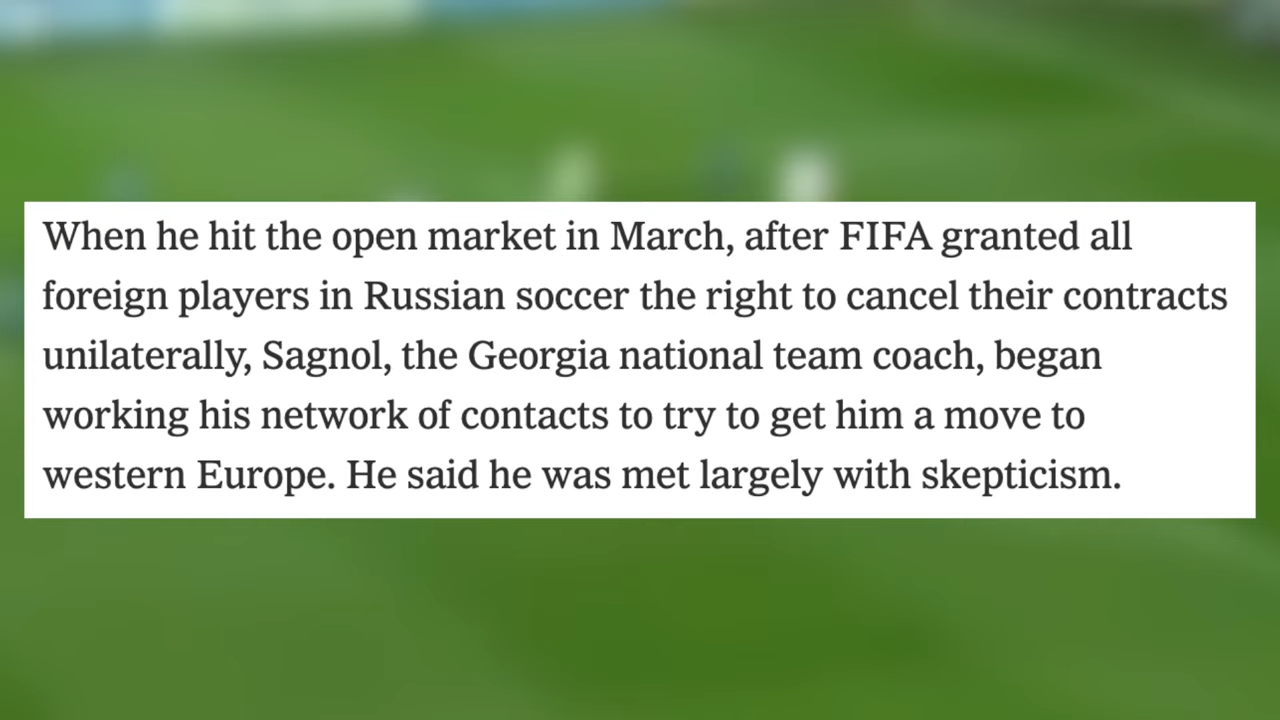 When he hit the open market in March, after FIFA granted all
foreign players in Russian soccer the right to cancel their contracts
unilaterally, Sagnol, the Georgia national team coach, began
working his network of contacts to try to get him a move to
western Europe. He said he was met largely with skepticism.